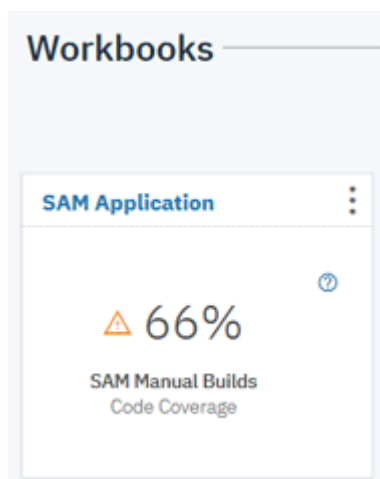 Workbooks
SAM Application
66%
SAM Manual Builds
Code Coverage